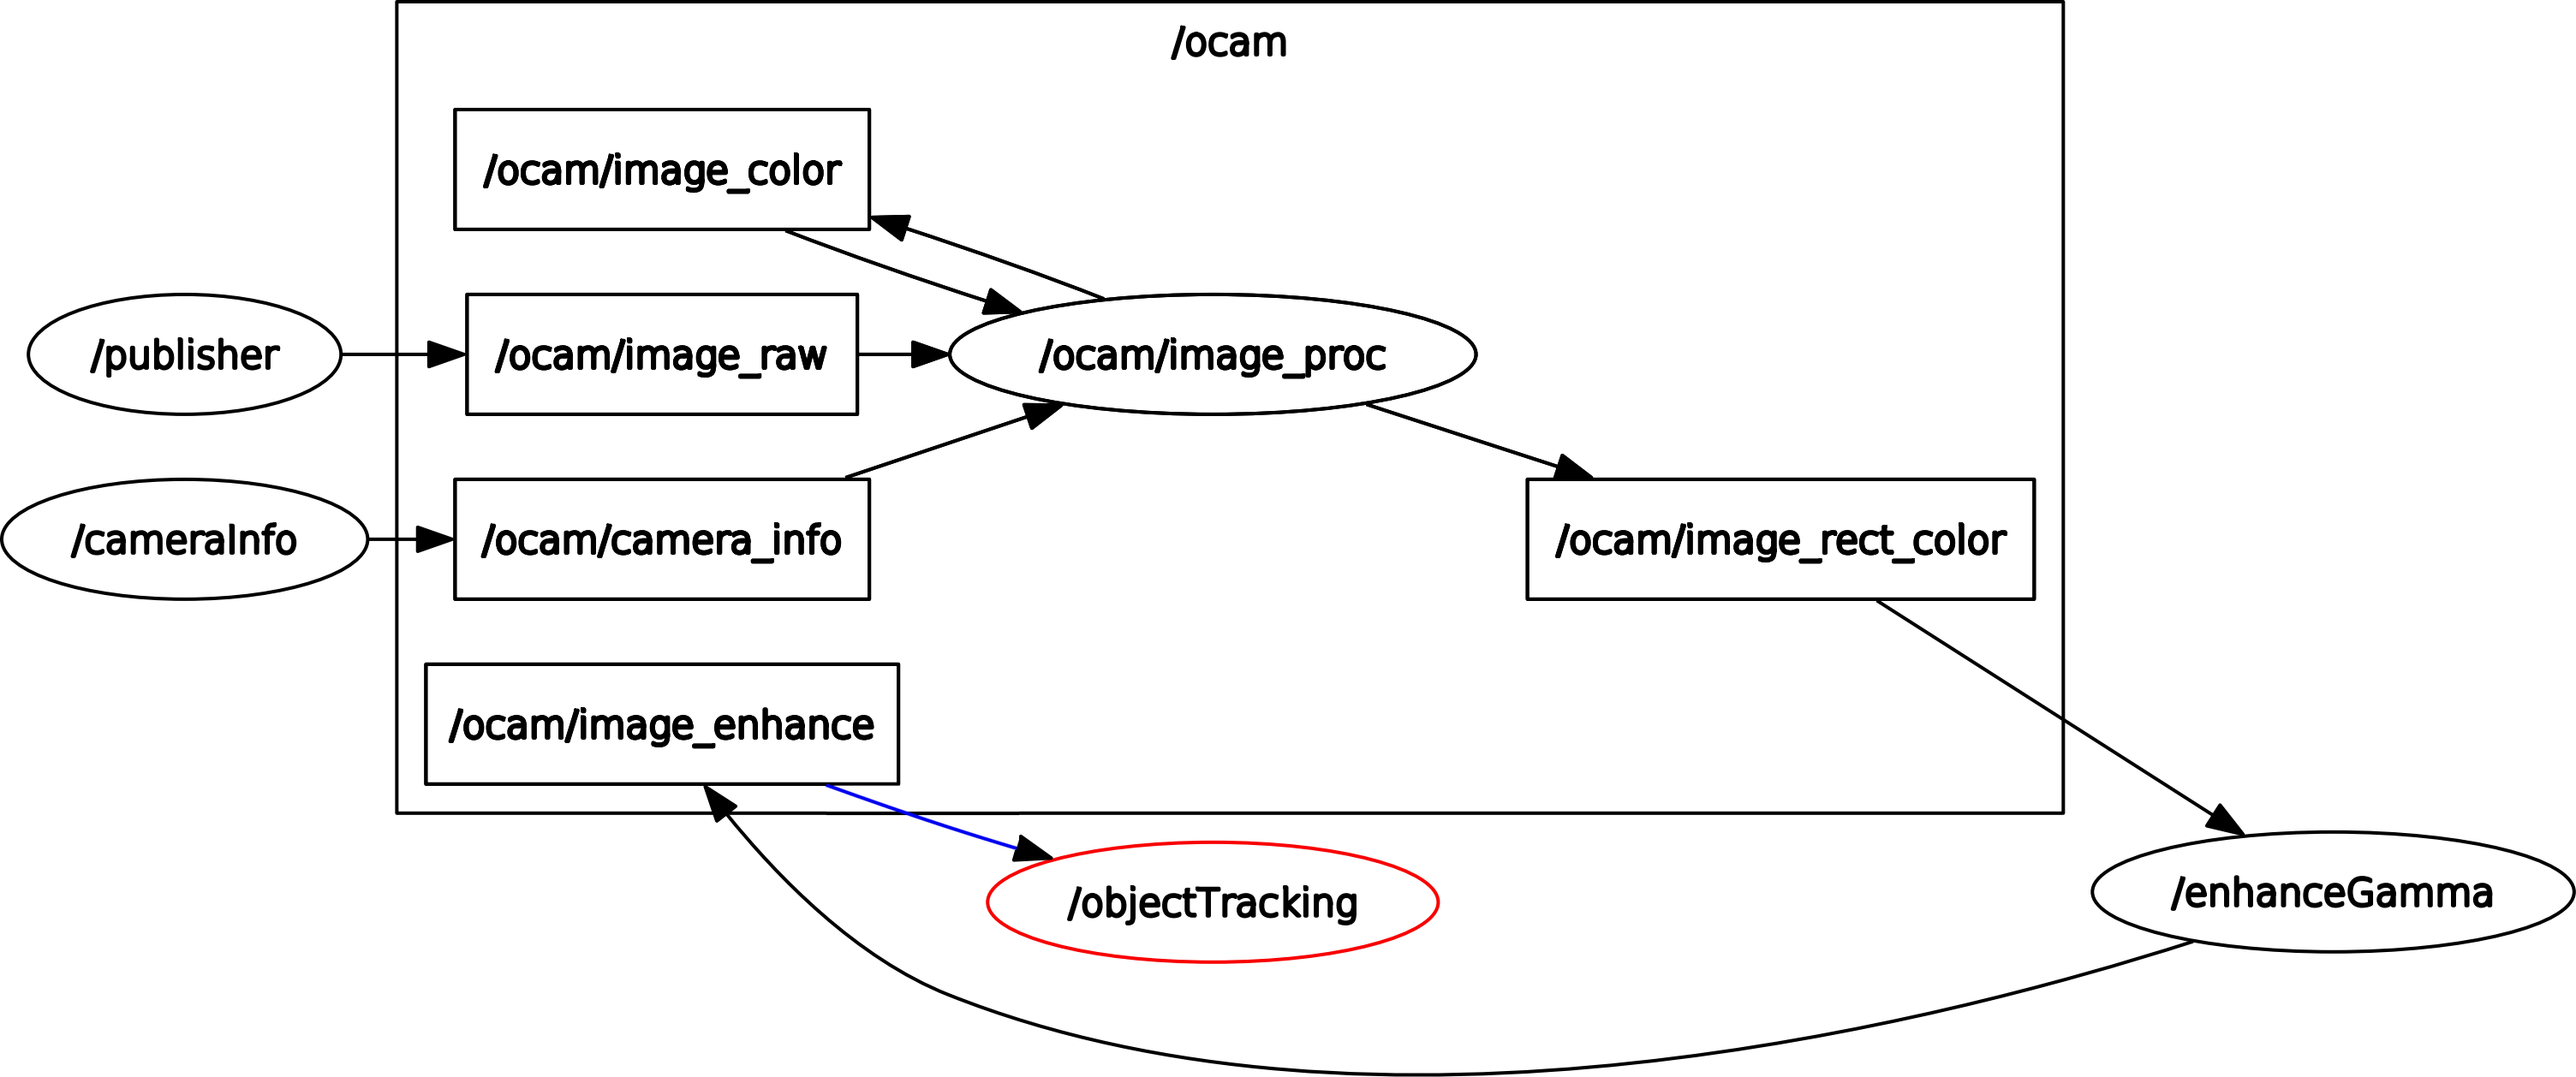 /ocam
/ocam/image_color
/publisher
/ocam/image_raw
/ocam/image_proc
/cameraInfo
/ocam/camera_info
/ocam/image_rect_color
/ocam/image_enhance
/objectTracking
/enhanceGamma